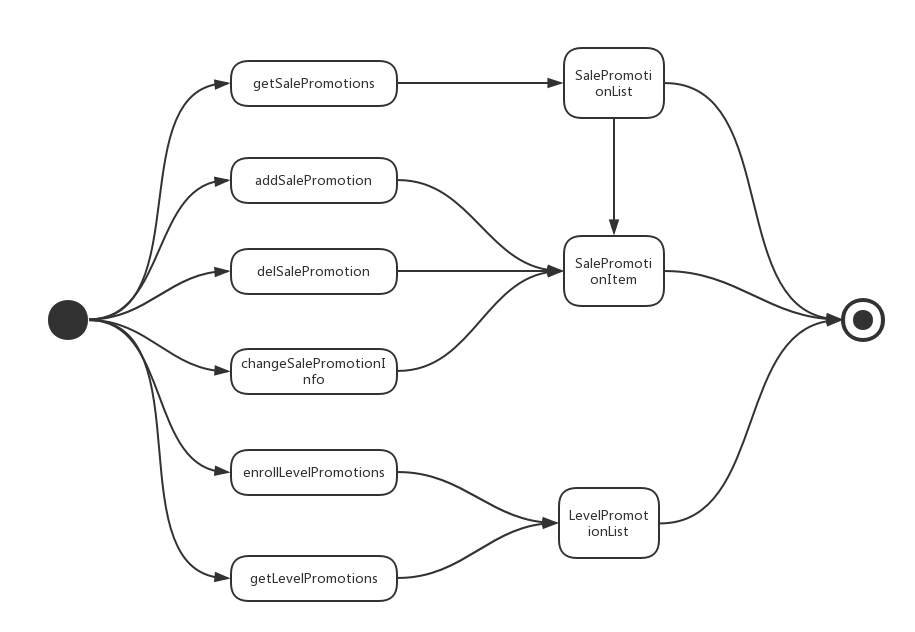 getSalePromotions
SalePromoti
onList
addSalePromotion
delSalePromotion
SalePromoti
onItem
changeSalePromotionI
nfo
enrollLevelPromotions
LevelPromot
ionList
getLevelPromotions